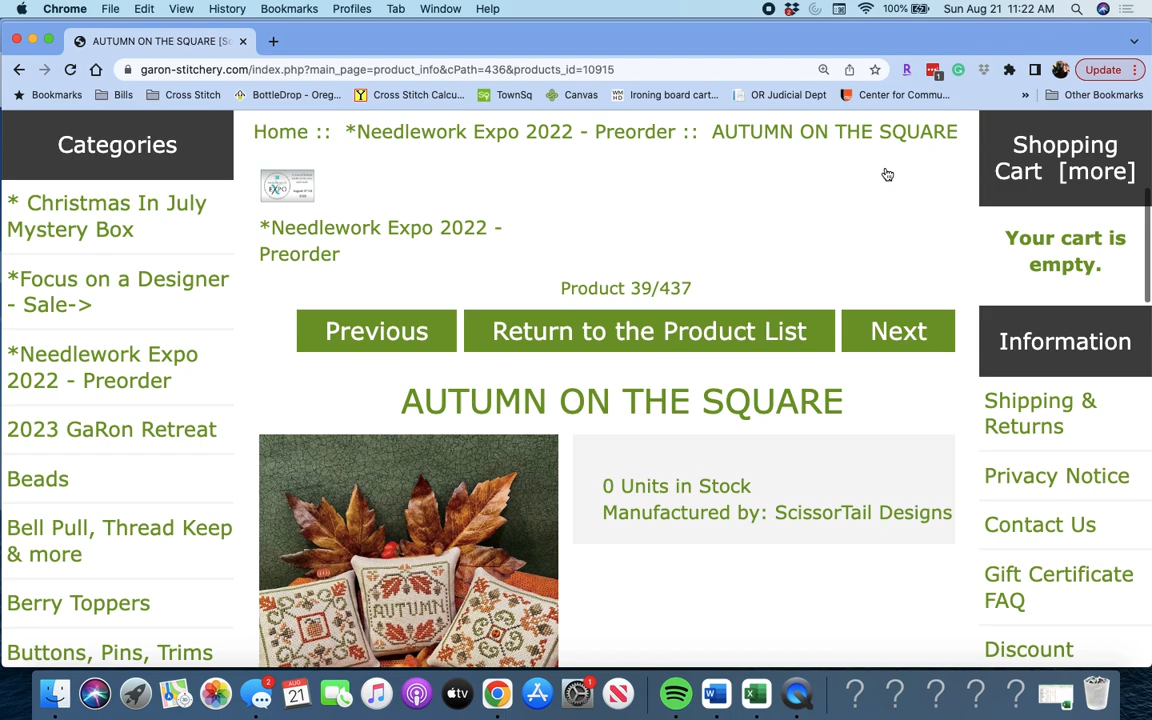 Chrome File Edit View History Bookmarks Profiles Tab Window Help 100% Sun Aug 21 11:22 AM
AUTUMN ON THE SQUARE [Sc
garon-stitchery.com/index.php?main_page=product_info&cPath=436&products_id=10915
Update
Bookmarks Bills Cross Stitch BottleDrop - Oreg... Cross Stitch Calcu... TownSq Canvas Ironing board cart... OR Judicial Dept Center for Commu... » Other Bookmarks
Categories
* Christmas In July
Mystery Box
*Focus on a Designer
- Sale->
*Needlework Expo
2022 - Preorder
2023 GaRon Retreat
Beads
Bell Pull, Thread Keep
& more
Berry Toppers
Buttons, Pins, Trims
Home :: *Needlework Expo 2022 - Preorder :: AUTUMN ON THE SQUARE
EXPO
*Needlework Expo 2022 -
Preorder
Product 39/437
Previous
Return to the Product List
Next
AUTUMN ON THE SQUARE
AUTUMN
0 Units in Stock
Manufactured by: ScissorTail Designs
Shopping
Cart [more]
Your cart is
empty.
Information
Shipping &
Returns
Privacy Notice
Contact Us
Gift Certificate
FAQ
Discount
2
AUG
21
tv
1